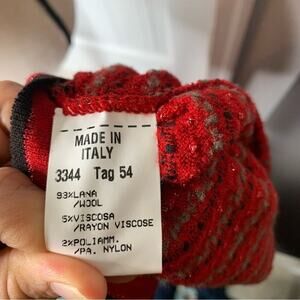 MADE IN
ITALY
3344 Tag 54
93%LANA
/WOOL
5%VISCOSA
/RAYON VISCOSE
2%POLIAMM.
/PA. NYLON